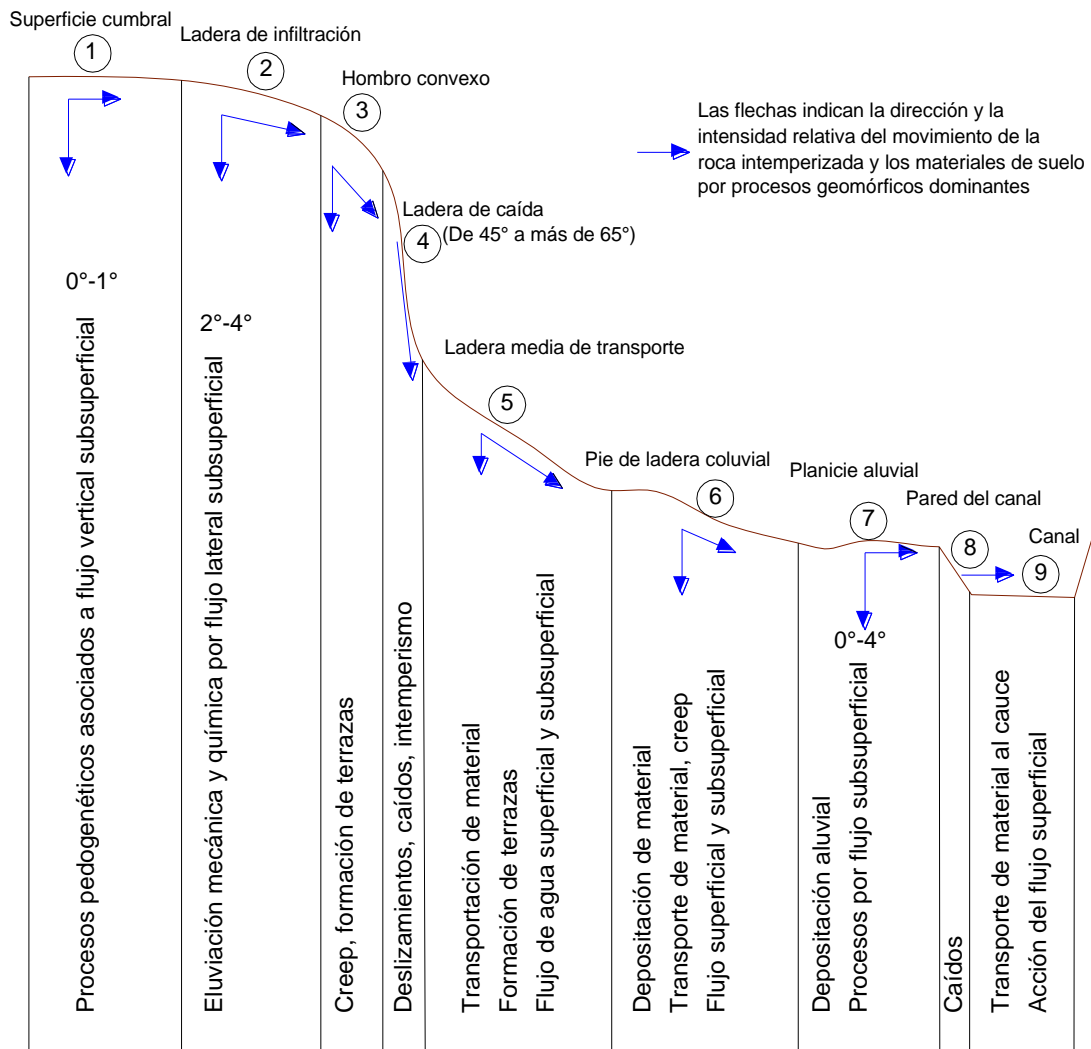 Superficie cumbral
1
Ladera de infiltración
2
Hombro convexo
3
Las flechas indican la dirección y la
intensidad relativa del movimiento de la
roca intemperizada y los materiales de suelo
por procesos geomórficos dominantes
Ladera de caída
(De 45° a más de 65°)
4
Ladera media de transporte
5
Pie de ladera coluvial
6
Planicie aluvial
7
Pared del canal
8
Canal
9
0°-1°
2°-4°
0°-4°
Procesos pedogenéticos asociados a flujo vertical subsuperficial
Eluviación mecánica y química por flujo lateral subsuperficial
Creep, formación de terrazas
Deslizamientos, caídos, intemperismo
Transportación de material
Formación de terrazas
Flujo de agua superficial y subsuperficial
Depositación de material
Transporte de material, creep
Flujo superficial y subsuperficial
Depositación aluvial
Procesos por flujo subsuperficial
Caídos
Transporte de material al cauce
Acción del flujo superficial